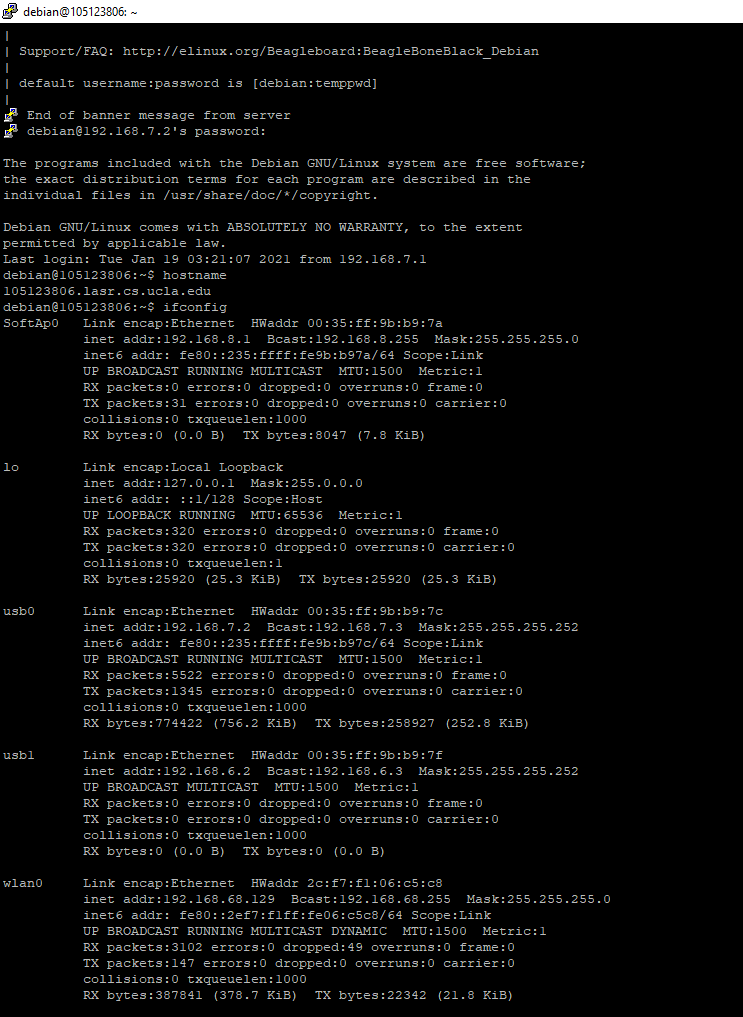 debian@105123806: ~
|
| Support/FAQ: http://elinux.org/Beagleboard:BeagleBoneBlack_Debian
|
| default username:password is [debian:temppwd]
|
End of banner message from server
debian@192.168.7.2's password:
The programs included with the Debian GNU/Linux system are free software;
the exact distribution terms for each program are described in the
individual files in /usr/share/doc/*/copyright.
Debian GNU/Linux comes with ABSOLUTELY NO WARRANTY, to the extent
permitted by applicable law.
Last login: Tue Jan 19 03:21:07 2021 from 192.168.7.1
debian@105123806:~$ hostname
105123806.lasr.cs.ucla.edu
debian@105123806:~$ ifconfig
SoftAp0   Link encap:Ethernet  HWaddr 00:35:ff:9b:b9:7a
          inet addr:192.168.8.1  Bcast:192.168.8.255  Mask:255.255.255.0
          inet6 addr: fe80::235:ffff:fe9b:b97a/64 Scope:Link
          UP BROADCAST RUNNING MULTICAST  MTU:1500  Metric:1
          RX packets:0 errors:0 dropped:0 overruns:0 frame:0
          TX packets:31 errors:0 dropped:0 overruns:0 carrier:0
          collisions:0 txqueuelen:1000
          RX bytes:0 (0.0 B)  TX bytes:8047 (7.8 KiB)
lo        Link encap:Local Loopback
          inet addr:127.0.0.1  Mask:255.0.0.0
          inet6 addr: ::1/128 Scope:Host
          UP LOOPBACK RUNNING  MTU:65536  Metric:1
          RX packets:320 errors:0 dropped:0 overruns:0 frame:0
          TX packets:320 errors:0 dropped:0 overruns:0 carrier:0
          collisions:0 txqueuelen:1
          RX bytes:25920 (25.3 KiB)  TX bytes:25920 (25.3 KiB)
usb0      Link encap:Ethernet  HWaddr 00:35:ff:9b:b9:7c
          inet addr:192.168.7.2  Bcast:192.168.7.3  Mask:255.255.255.252
          inet6 addr: fe80::235:ffff:fe9b:b97c/64 Scope:Link
          UP BROADCAST RUNNING MULTICAST  MTU:1500  Metric:1
          RX packets:5522 errors:0 dropped:0 overruns:0 frame:0
          TX packets:1345 errors:0 dropped:0 overruns:0 carrier:0
          collisions:0 txqueuelen:1000
          RX bytes:774422 (756.2 KiB)  TX bytes:258927 (252.8 KiB)
usb1      Link encap:Ethernet  HWaddr 00:35:ff:9b:b9:7f
          inet addr:192.168.6.2  Bcast:192.168.6.3  Mask:255.255.255.252
          UP BROADCAST MULTICAST  MTU:1500  Metric:1
          RX packets:0 errors:0 dropped:0 overruns:0 frame:0
          TX packets:0 errors:0 dropped:0 overruns:0 carrier:0
          collisions:0 txqueuelen:1000
          RX bytes:0 (0.0 B)  TX bytes:0 (0.0 B)
wlan0     Link encap:Ethernet  HWaddr 2c:f7:f1:06:c5:c8
          inet addr:192.168.68.129  Bcast:192.168.68.255  Mask:255.255.255.0
          inet6 addr: fe80::2ef7:f1ff:fe06:c5c8/64 Scope:Link
          UP BROADCAST RUNNING MULTICAST DYNAMIC  MTU:1500  Metric:1
          RX packets:3102 errors:0 dropped:49 overruns:0 frame:0
          TX packets:147 errors:0 dropped:0 overruns:0 carrier:0
          collisions:0 txqueuelen:1000
          RX bytes:387841 (378.7 KiB)  TX bytes:22342 (21.8 KiB)